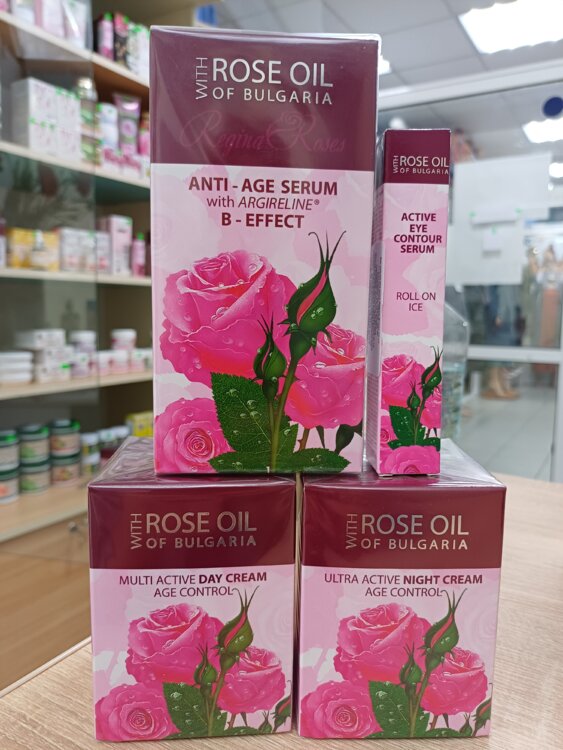 WITH ROSE OIL
OF BULGARIA
Regina Roses
ANTI - AGE SERUM
with ARGIRELINE®
B - EFFECT
WITH ROSE OIL
OF BULGARIA
ACTIVE
EYE
CONTOUR
SERUM
ROLL ON
ICE
WITH ROSE OIL
OF BULGARIA
MULTI ACTIVE DAY CREAM
AGE CONTROL
WITH ROSE OIL
OF BULGARIA
ULTRA ACTIVE NIGHT CREAM
AGE CONTROL